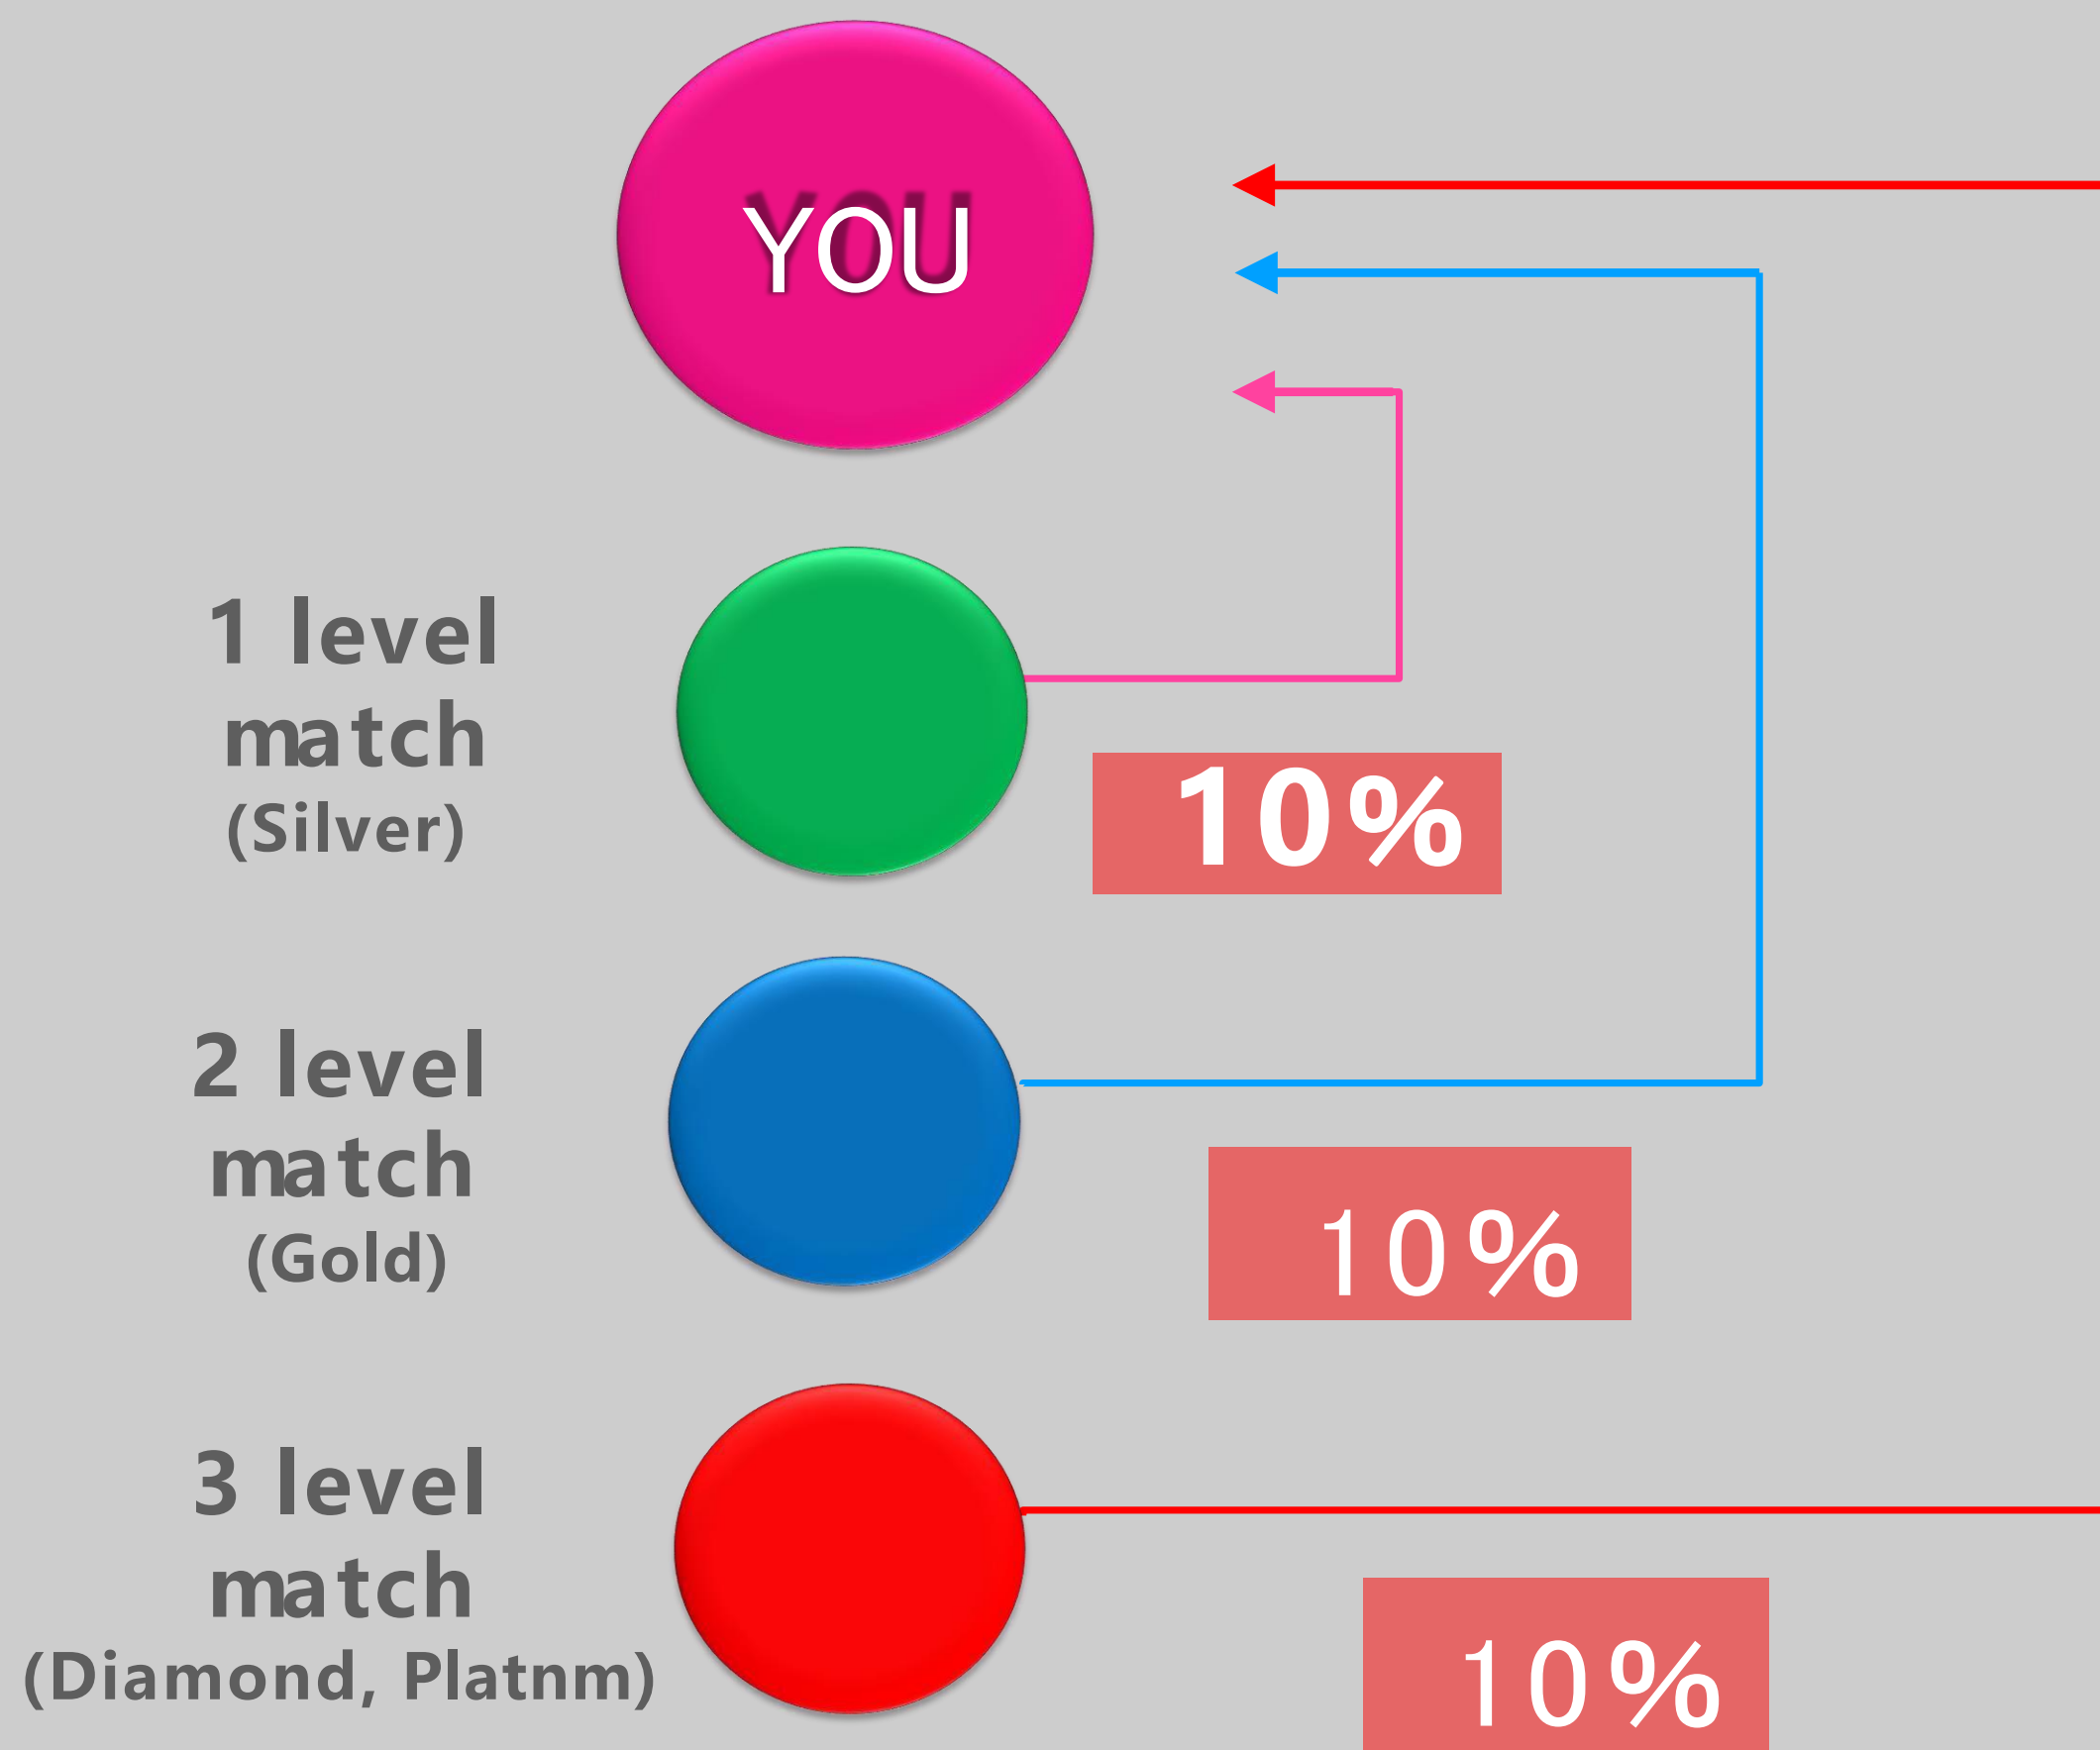 YOU
1 level
match
(Silver)
10%
2 level
match
(Gold)
10%
3 level
match
(Diamond, Platnm)
10%